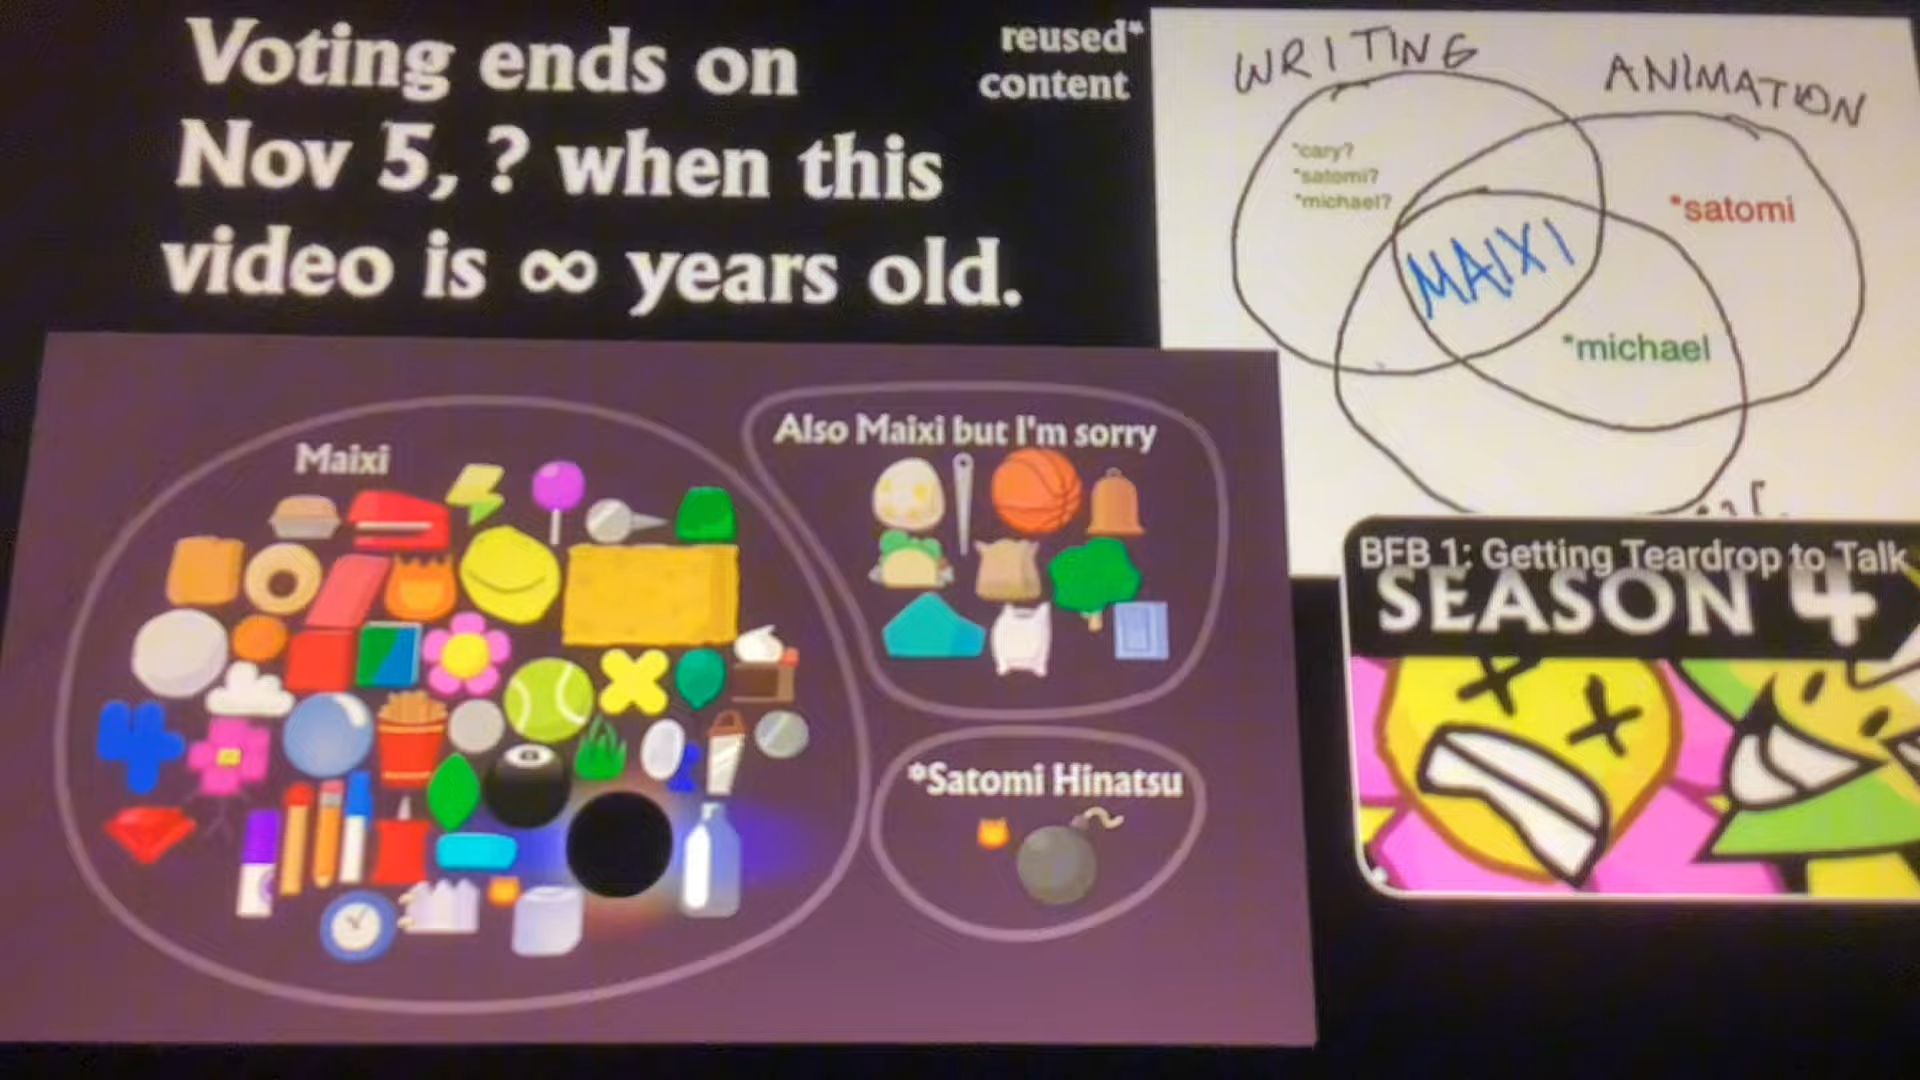 Voting ends on
Nov 5, ? when this
video is ∞ years old.
reused*
content
WRITING
ANIMATION
*cary?
*satomi?
*michael?
*satomi
MAIXI
*michael
Maixi
Also Maixi but I'm sorry
*Satomi Hinatsu
BFB 1: Getting Teardrop to Talk
SEASON 4